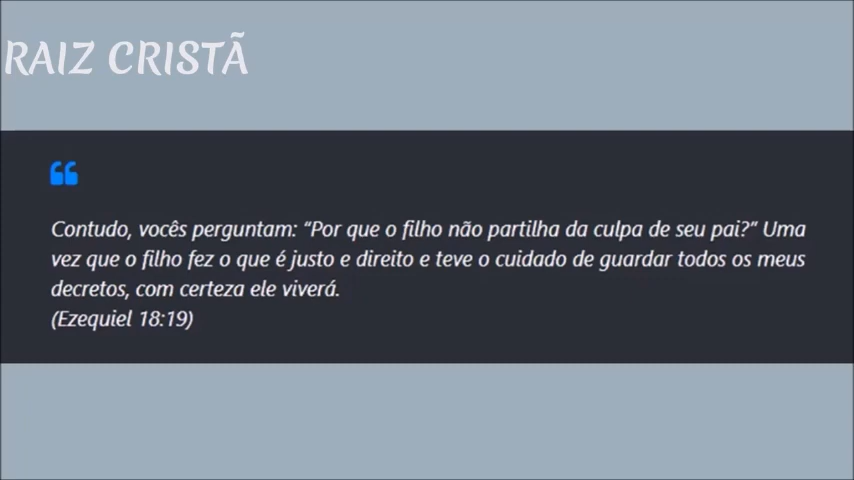 RAIZ CRISTÃ
Contudo, vocês perguntam: “Por que o filho não partilha da culpa de seu pai?” Uma
vez que o filho fez o que é justo e direito e teve o cuidado de guardar todos os meus
decretos, com certeza ele viverá.
(Ezequiel 18:19)